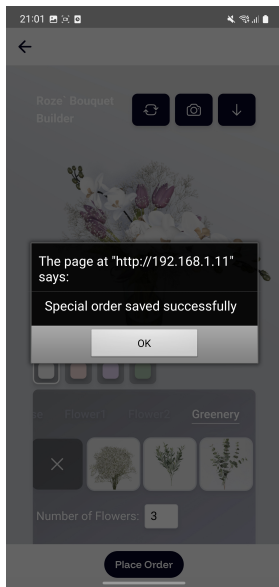 21:01
Roze' Bouquet
Builder
The page at "http://192.168.1.11"
says:
Special order saved successfully
OK
Flower1 Flower2 Greenery
Number of Flowers: 3
Place Order